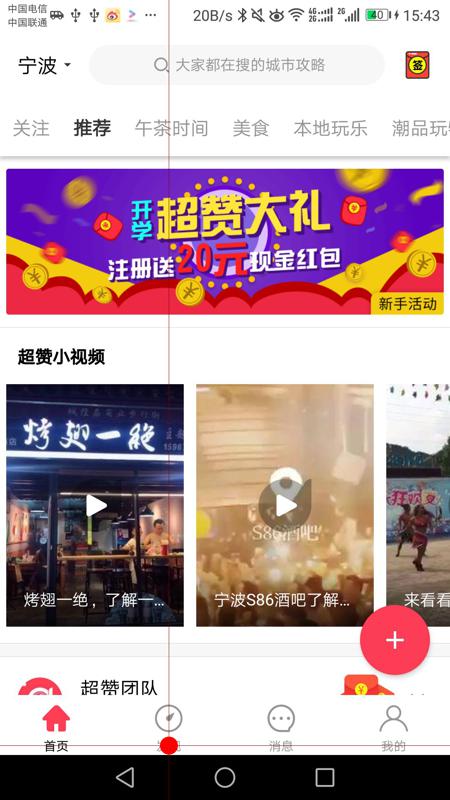 中国电信
中国联通
20B/s
4G
2G
40
15:43
宁波
大家都在搜的城市攻略
签
关注
推荐
午茶时间
美食
本地玩乐
潮品玩
开学
超赞大礼
注册送20元现金红包
新手活动
超赞小视频
烤翅一绝
烤翅一绝，了解一...
S86酒吧
宁波S86酒吧了解...
狂欢
来看看
超赞团队
首页
消息
我的